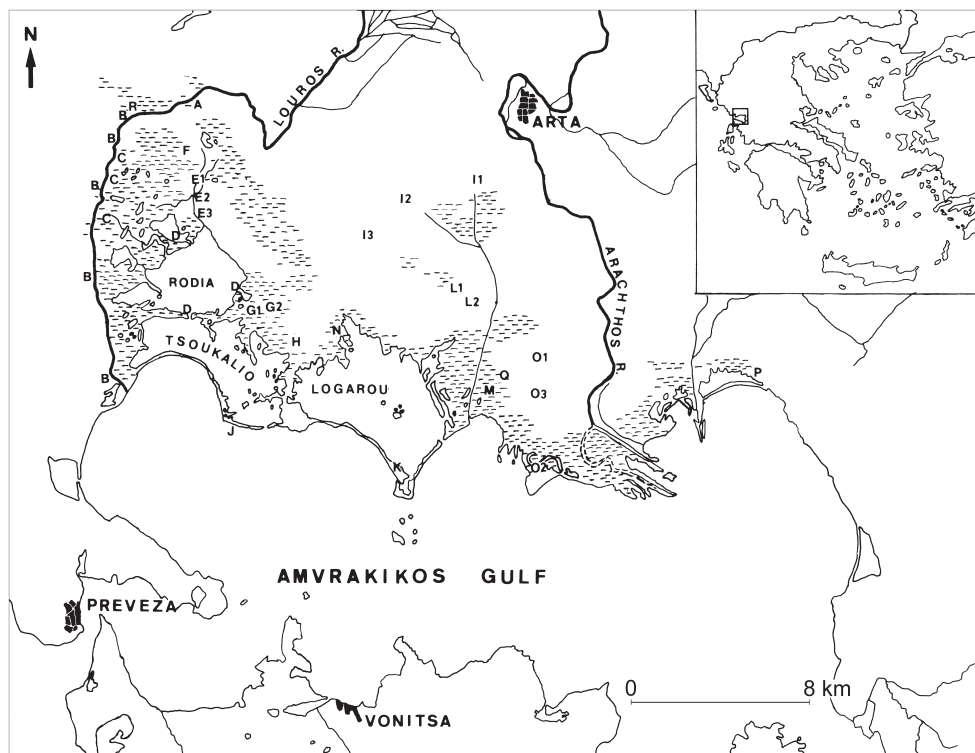 N
LOUROS R.
R
A
B
B
ARTA
F
C
C
B
E1
E2
E3
I1
I2
C
D
I3
ARACHTHOS R.
B
RODIA
D
L1
L2
D
G1
G2
TSOUKALIO
N
H
O1
B
LOGAROU
Q
M
O3
P
J
K
O2
AMVRAKIKOS GULF
PREVEZA
0 8 km
VONITSA